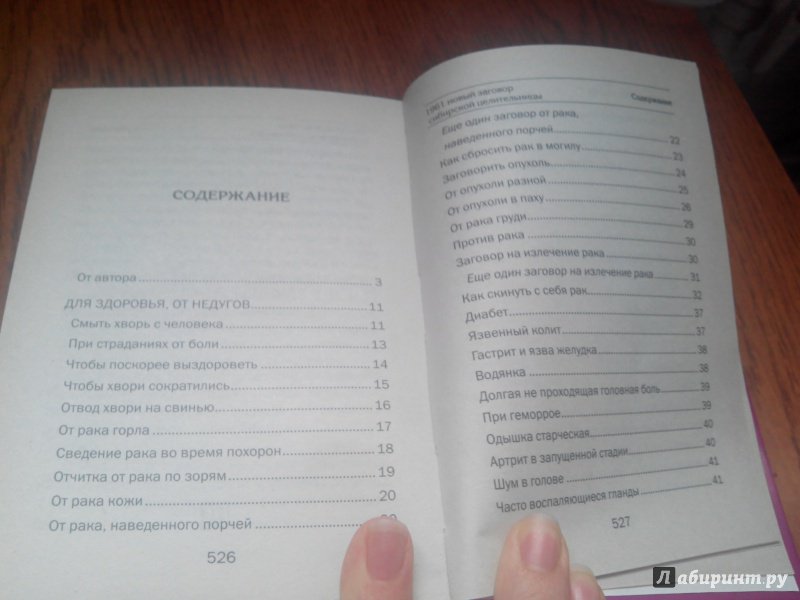 СОДЕРЖАНИЕ
От автора 3
ДЛЯ ЗДОРОВЬЯ, ОТ НЕДУГОВ 11
Смыть хворь с человека 11
При страданиях от боли 13
Чтобы поскорее выздороветь 14
Чтобы хвори сократились 15
Отвод хвори на свинью 16
От рака горла 17
Сведение рака во время похорон 18
Отчитка от рака по зорям 19
От рака кожи 20
От рака, наведенного порчей
526
1961 новый заговор
сибирской целительницы Содержание
Еще один заговор от рака,
наведенного порчей 22
Как сбросить рак в могилу 23
Заговорить опухоль 24
От опухоли разной 25
От опухоли в паху 26
От рака груди 29
Против рака 30
Заговор на излечение рака 30
Еще один заговор на излечение рака 31
Как скинуть с себя рак 32
Диабет 37
Язвенный колит 37
Гастрит и язва желудка 38
Водянка 38
Долгая не проходящая головная боль 39
При геморрое 39
Одышка старческая 40
Артрит в запущенной стадии 40
Шум в голове 41
Часто воспаляющиеся гланды 41
527
Лабиринт.ру